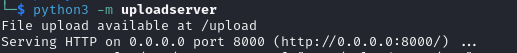 └─$ python3 -m uploadserver
File upload available at /upload
Serving HTTP on 0.0.0.0 port 8000 (http://0.0.0.0:8000/) ...